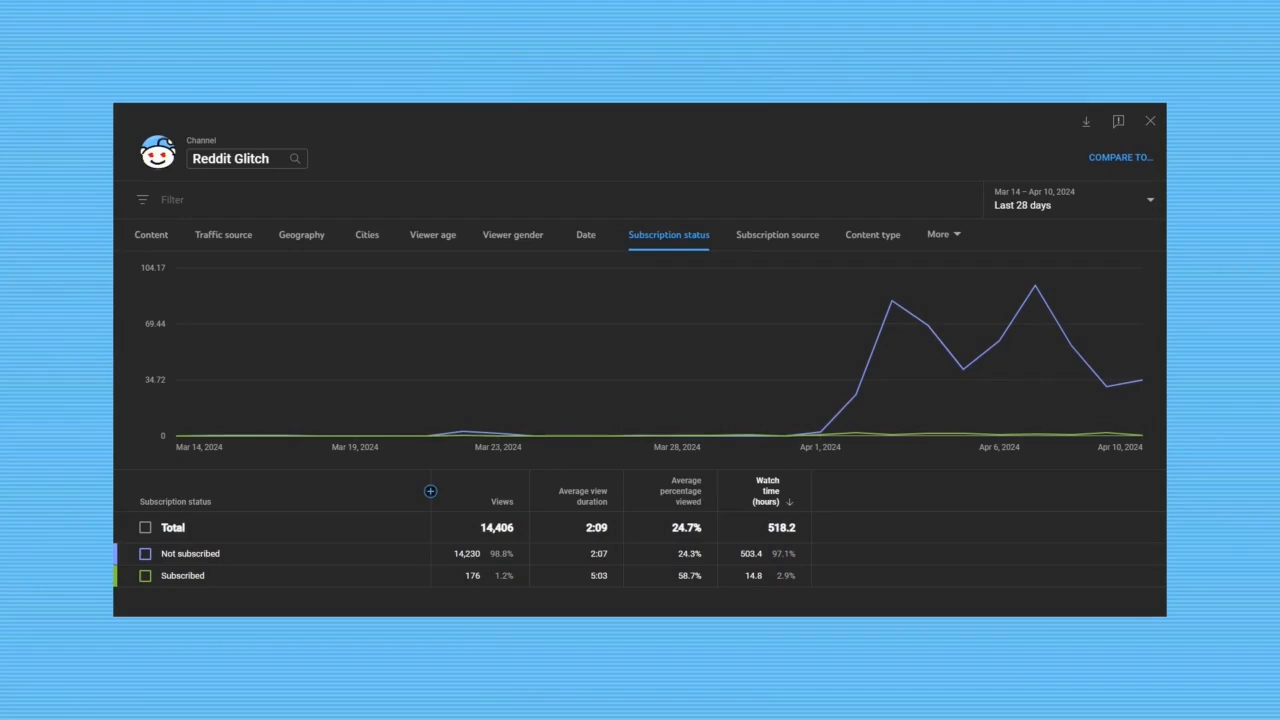 Channel
Reddit Glitch
COMPARE TO...
Filter
Mar 14 – Apr 10, 2024
Last 28 days
Content Traffic source Geography Cities Viewer age Viewer gender Date Subscription status Subscription source Content type More
104.17
69.44
34.72
0
Mar 14, 2024 Mar 19, 2024 Mar 23, 2024 Mar 28, 2024 Apr 1, 2024 Apr 6, 2024 Apr 10, 2024
Subscription status
Views
Average view
duration
Average
percentage
viewed
Watch
time
(hours)
Total 14,406 2:09 24.7% 518.2
Not subscribed 14,230 98.8% 2:07 24.3% 503.4 97.1%
Subscribed 176 1.2% 5:03 58.7% 14.8 2.9%